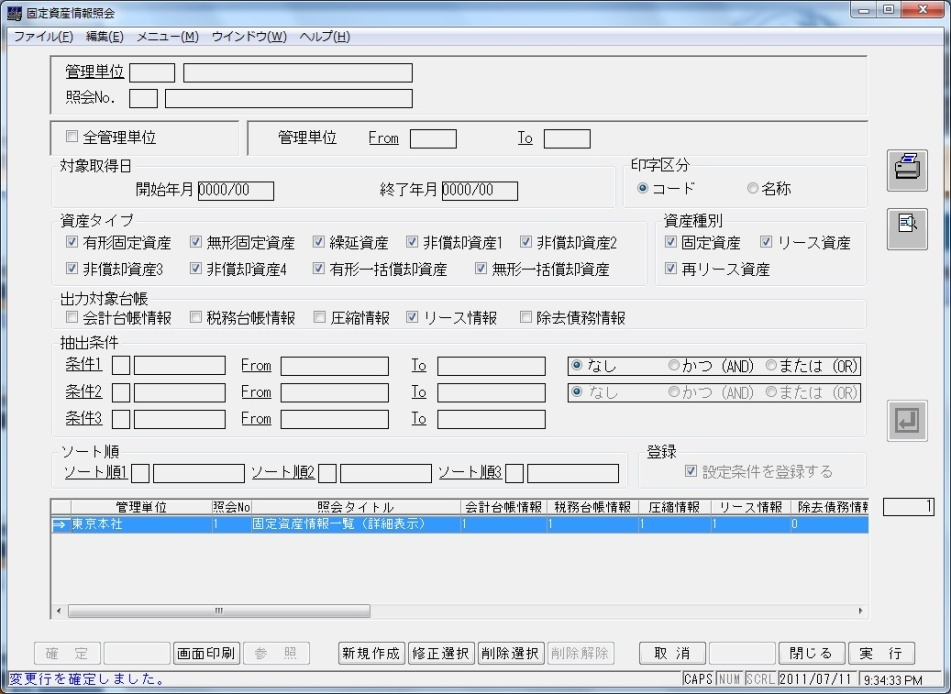 固定資産情報照会
ファイル(F) 編集(E) メニュー(M) ウインドウ(W) ヘルプ(H)
管理単位
照会No.
全管理単位 管理単位 From To
対象取得日 印字区分
開始年月 0000/00 終了年月 0000/00 コード 名称
資産タイプ 資産種別
有形固定資産 無形固定資産 繰延資産 非償却資産1 非償却資産2 固定資産 リース資産
非償却資産3 非償却資産4 有形一括償却資産 無形一括償却資産 再リース資産
出力対象台帳
会計台帳情報 税務台帳情報 圧縮情報 リース情報 除去債務情報
抽出条件
条件1 From To なし かつ (AND) または (OR)
条件2 From To なし かつ (AND) または (OR)
条件3 From To
ソート順 登録
ソート順1 ソート順2 ソート順3 設定条件を登録する
管理単位 照会No 照会タイトル 会計台帳情報 税務台帳情報 圧縮情報 リース情報 除去債務情報 1
⇒ 東京本社 1 固定資産情報一覧（詳細表示） 1 1 1 1 0
確 定 画面印刷 参 照 新規作成 修正選択 削除選択 削除解除 取 消 閉じる 実 行
変更行を確定しました。 CAPS NUM SCRL 2011/07/11 9:34:33 PM